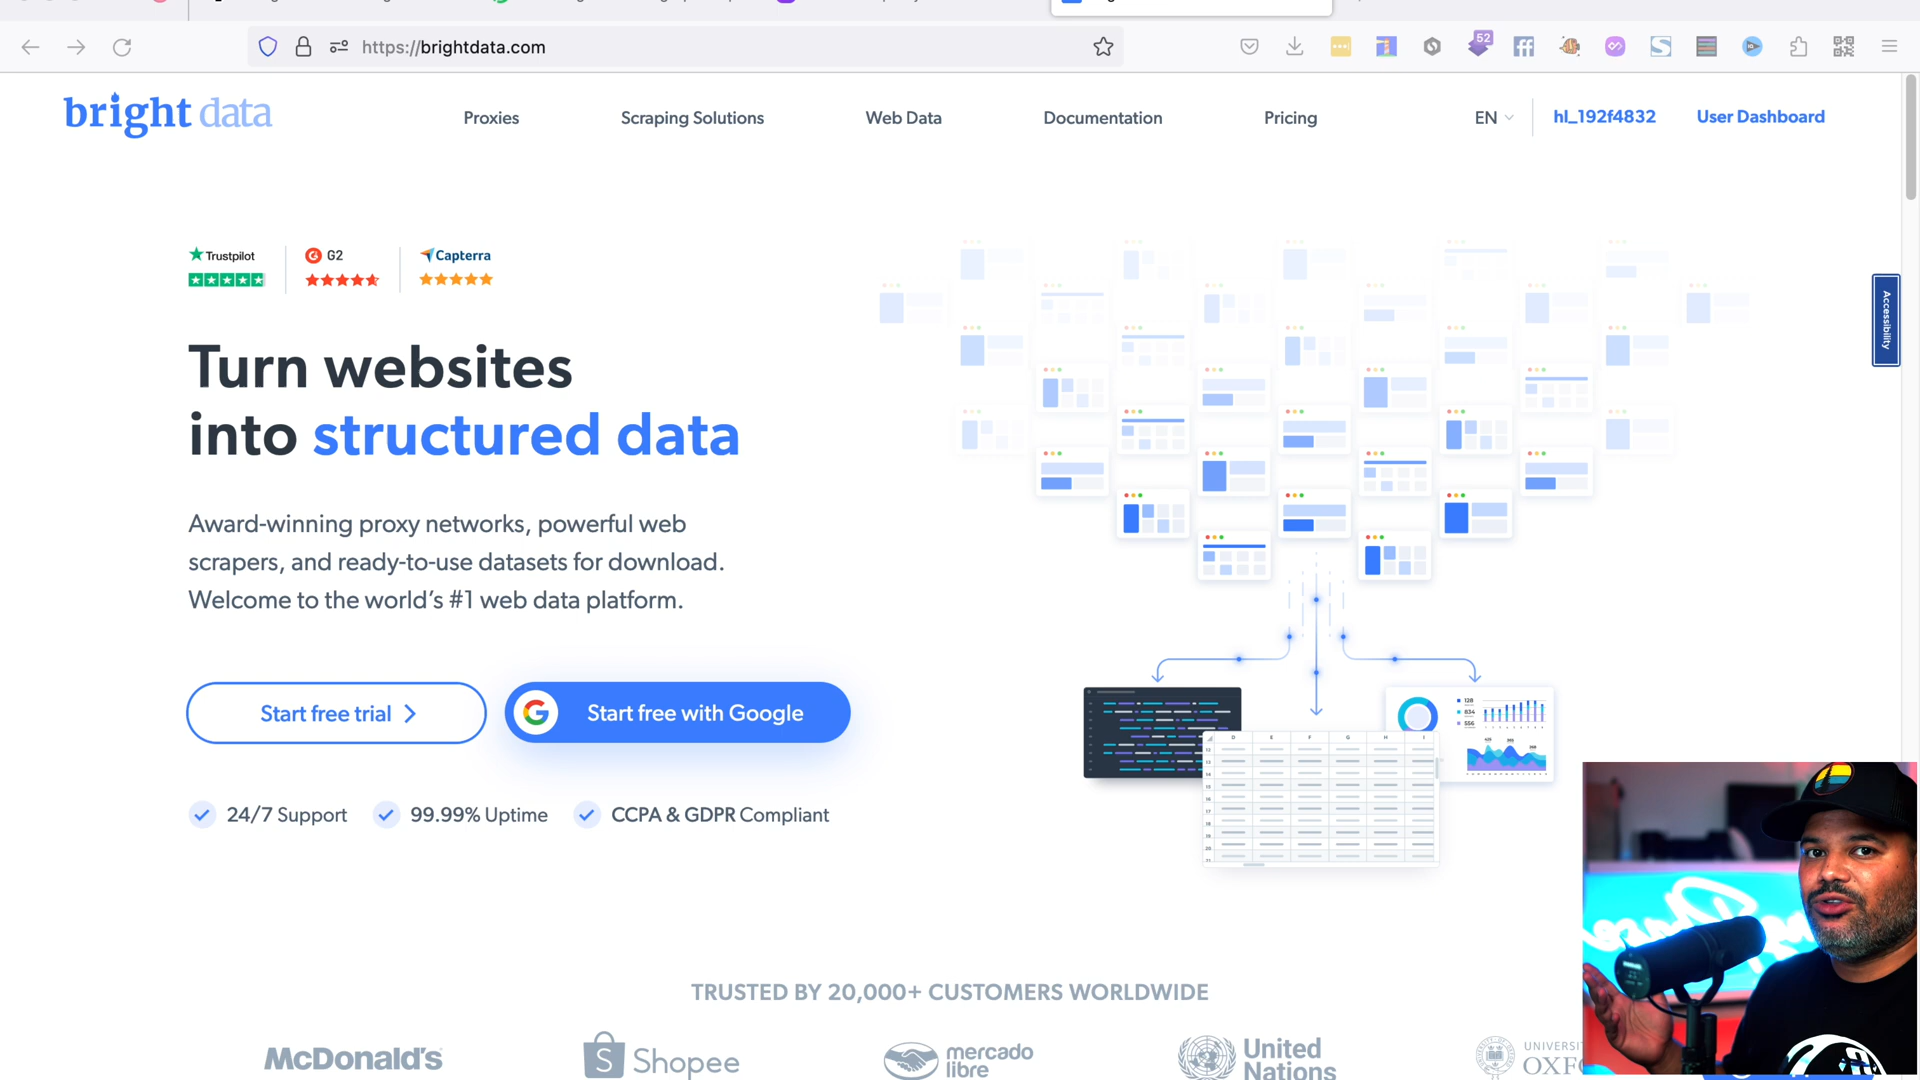 https://brightdata.com
52
bright data
Proxies
Scraping Solutions
Web Data
Documentation
Pricing
EN
hl_192f4832
User Dashboard
Trustpilot
G2
Capterra
Accessibility
Turn websites
into structured data
Award-winning proxy networks, powerful web
scrapers, and ready-to-use datasets for download.
Welcome to the world's #1 web data platform.
Start free trial
Start free with Google
24/7 Support
99.99% Uptime
CCPA & GDPR Compliant
TRUSTED BY 20,000+ CUSTOMERS WORLDWIDE
McDonald's
Shopee
mercado
libre
United
Nations